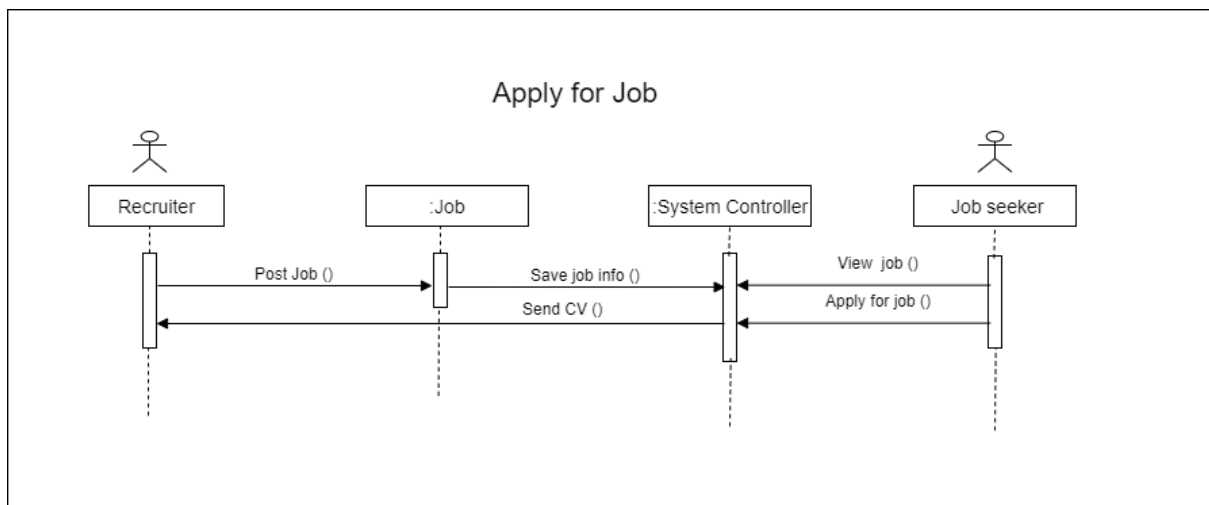 Apply for Job
Recruiter
:Job
:System Controller
Job seeker
Post Job ()
Save job info ()
View job ()
Send CV ()
Apply for job ()